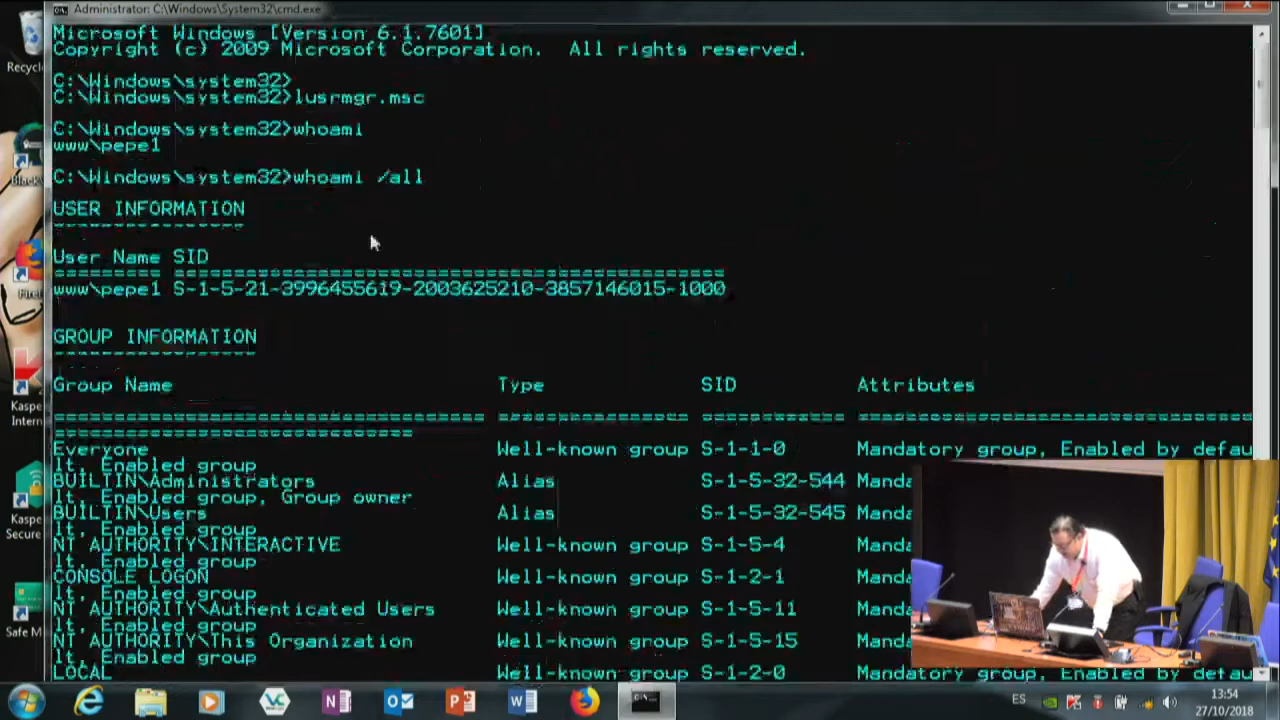 Administrator: C:\Windows\System32\cmd.exe
Microsoft Windows [Version 6.1.7601]
Copyright (c) 2009 Microsoft Corporation.  All rights reserved.
C:\Windows\system32>
C:\Windows\system32>lusrmgr.msc
C:\Windows\system32>whoami
www\pepe1
C:\Windows\system32>whoami /all
USER INFORMATION
User Name SID
www\pepe1 S-1-5-21-3996455619-2003625210-3857146015-1000
GROUP INFORMATION
Group Name Type SID Attributes
Everyone Well-known group S-1-1-0 Mandatory group, Enabled by defau
lt, Enabled group
BUILTIN\Administrators Alias S-1-5-32-544 Manda
lt, Enabled group, Group owner
BUILTIN\Users Alias S-1-5-32-545 Manda
lt, Enabled group
NT AUTHORITY\INTERACTIVE Well-known group S-1-5-4 Manda
lt, Enabled group
CONSOLE LOGON Well-known group S-1-2-1 Manda
lt, Enabled group
NT AUTHORITY\Authenticated Users Well-known group S-1-5-11 Manda
lt, Enabled group
NT AUTHORITY\This Organization Well-known group S-1-5-15 Manda
lt, Enabled group
LOCAL Well-known group S-1-2-0 Mandatory group, Enabled by defau
Recycl
Black
Firef
Kaspe
Intern
Kaspe
Secure
Safe M
ES
13:54
27/10/2018